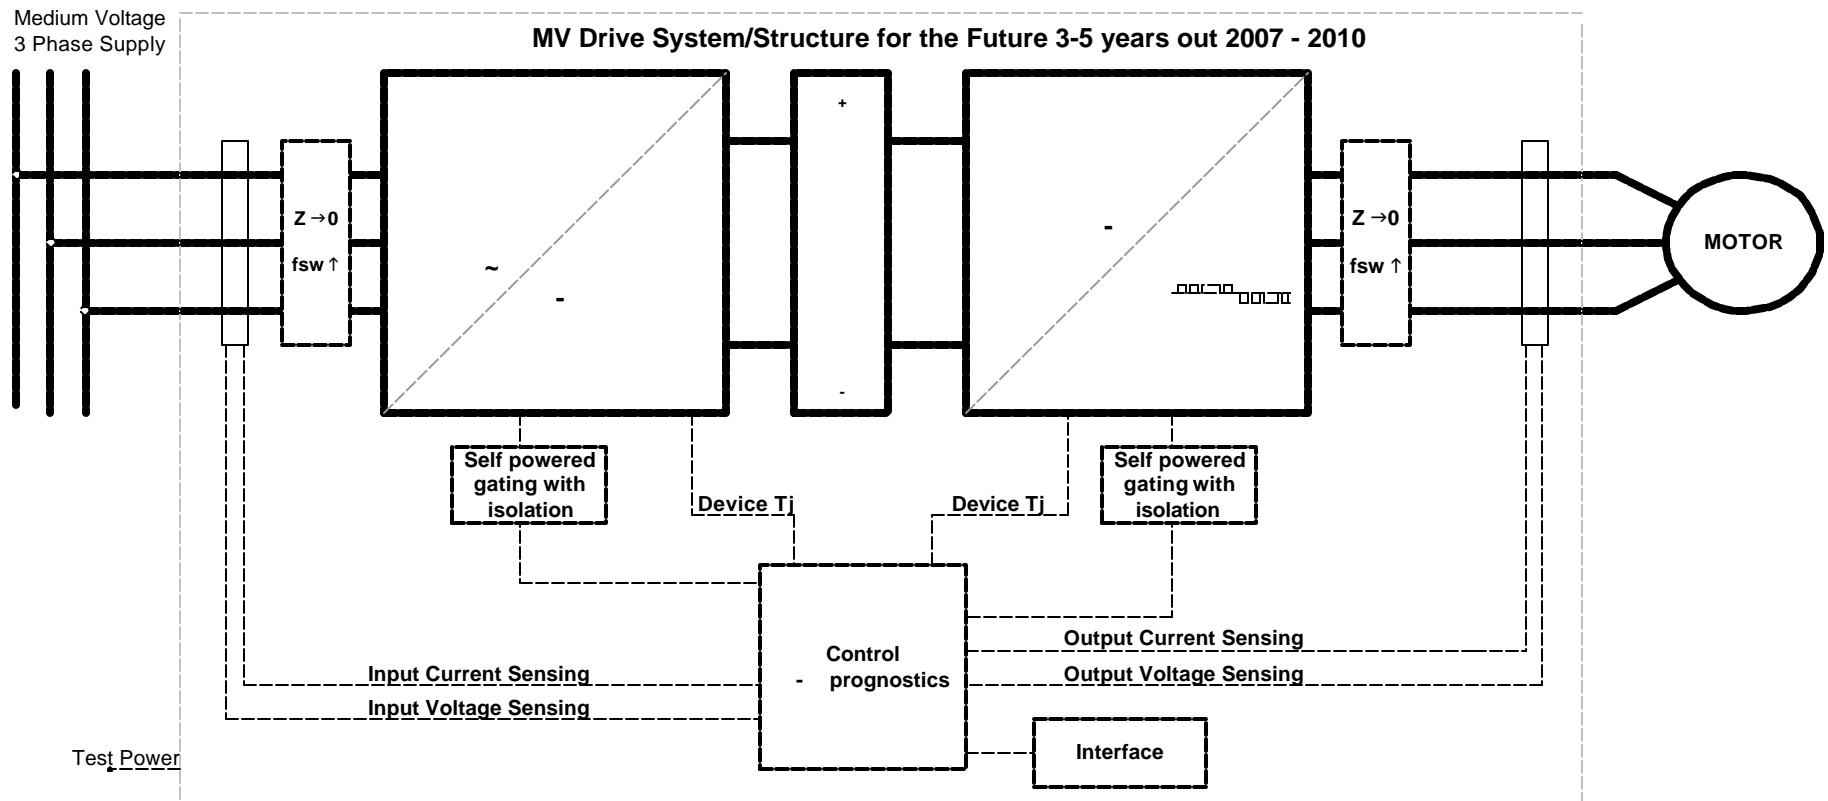 Medium Voltage
3 Phase Supply
MV Drive System/Structure for the Future 3-5 years out 2007 - 2010
+
-
Z →0
fsw ↑
~
-
-
Z →0
fsw ↑
MOTOR
Self powered
gating with
isolation
Device Tj
Device Tj
Self powered
gating with
isolation
Control
- prognostics
Input Current Sensing
Input Voltage Sensing
Output Current Sensing
Output Voltage Sensing
Interface
Test Power